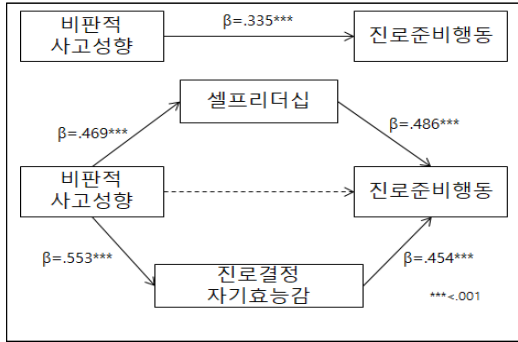 비판적
사고성향
β=.335***
진로준비행동
셀프리더십
β=.469***
β=.486***
비판적
사고성향
진로준비행동
β=.553***
진로결정
자기효능감
β=.454***
***<.001